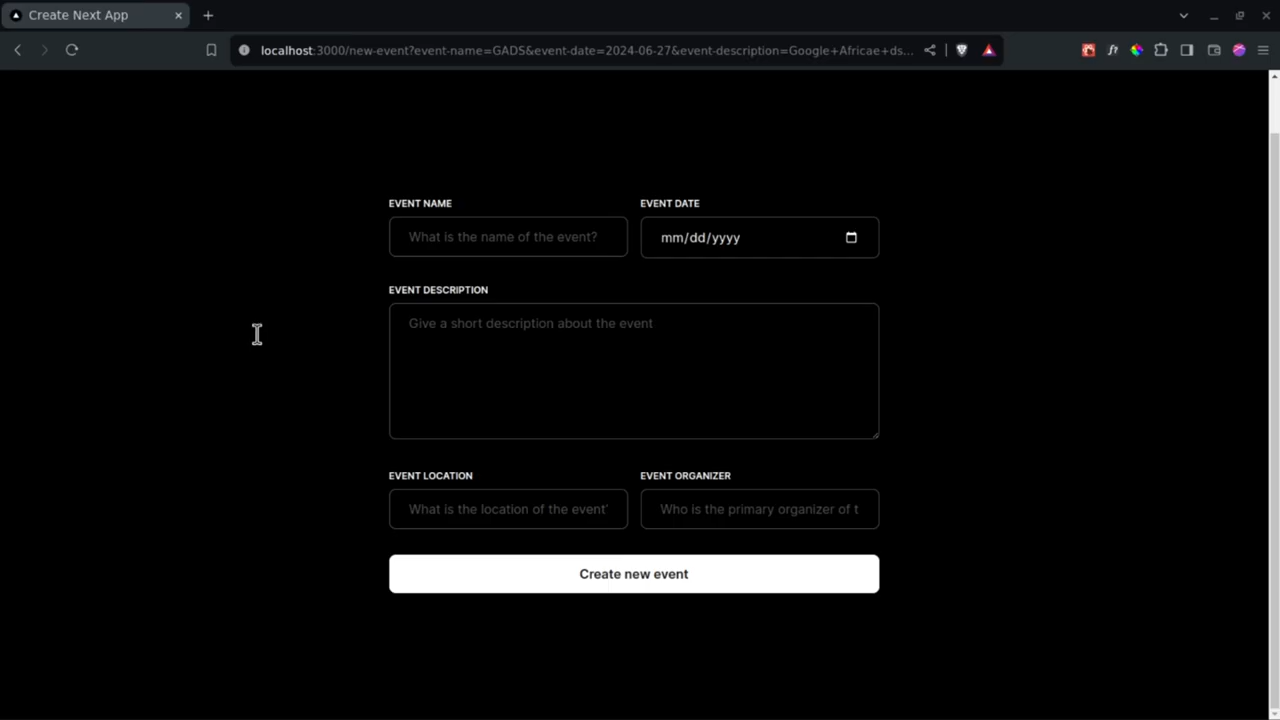 Create Next App
localhost:3000/new-event?event-name=GADS&event-date=2024-06-27&event-description=Google+Africae+ds...
EVENT NAME
EVENT DATE
What is the name of the event?
mm/dd/yyyy
EVENT DESCRIPTION
Give a short description about the event
EVENT LOCATION
EVENT ORGANIZER
What is the location of the event'
Who is the primary organizer of t
Create new event